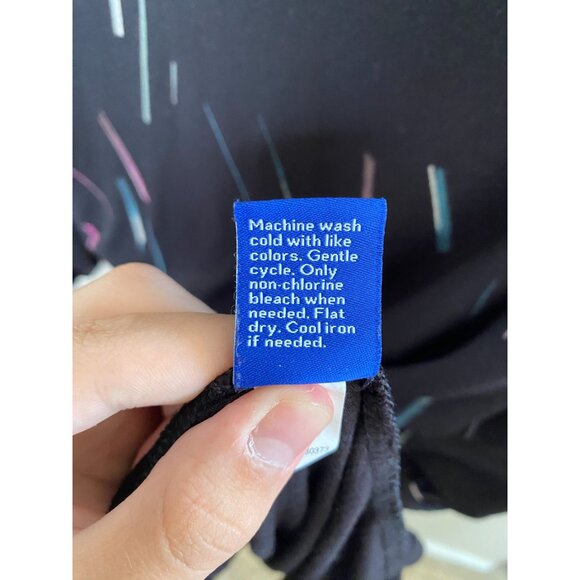 Machine wash
cold with like
colors. Gentle
cycle. Only
non-chlorine
bleach when
needed. Flat
dry. Cool iron
if needed.